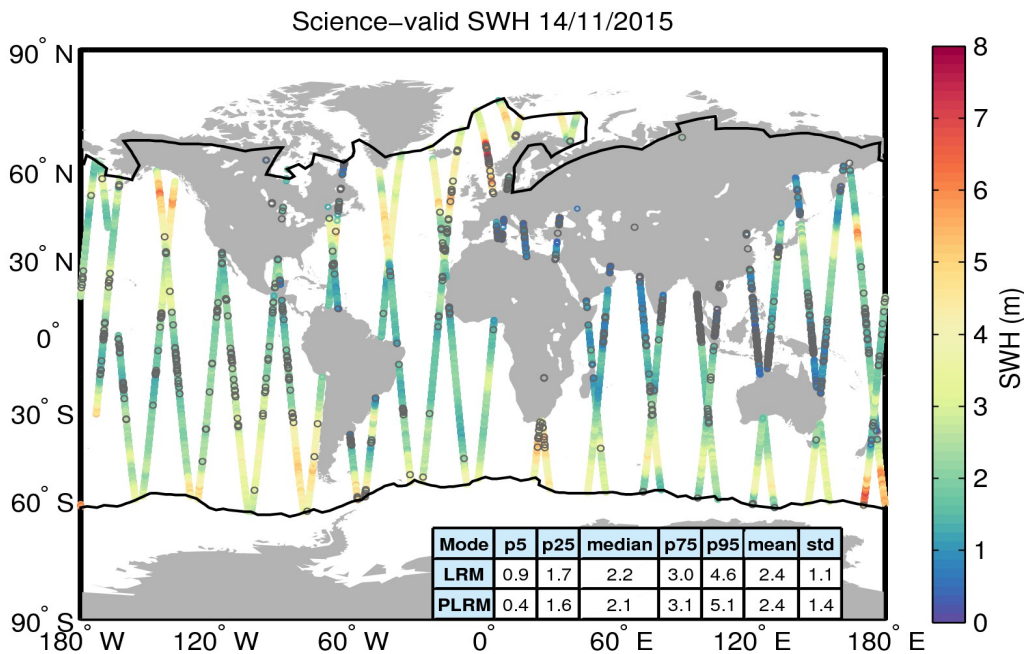 Science−valid SWH 14/11/2015
90° N
60° N
30° N
0°
30° S
60° S
90° S
180° W
120° W
60° W
0°
60° E
120° E
180° E
8
7
6
5
4
3
2
1
0
SWH (m)
Mode p5 p25 median p75 p95 mean std
LRM 0.9 1.7 2.2 3.0 4.6 2.4 1.1
PLRM 0.4 1.6 2.1 3.1 5.1 2.4 1.4